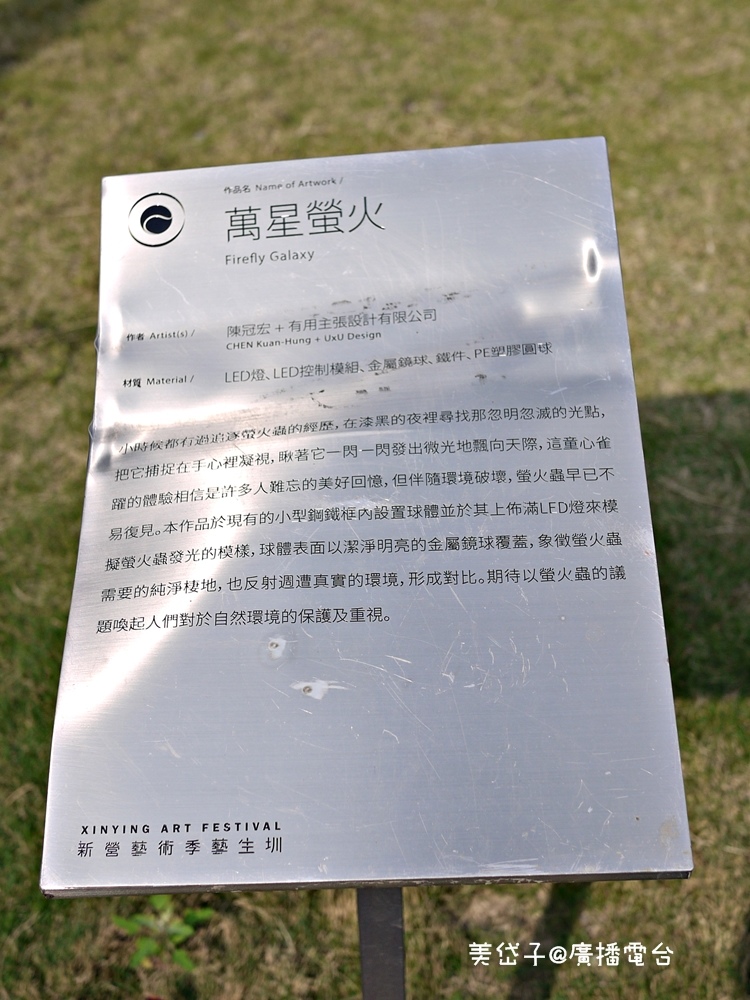 作品名 Name of Artwork /
萬星螢火
Firefly Galaxy
作者 Artist(s) / 陳冠宏 + 有用主張設計有限公司
CHEN Kuan-Hung + UxU Design
材質 Material / LED燈、LED控制模組、金屬鏡球、鐵件、PE塑膠圓球
小時候都有過追逐螢火蟲的經歷，在漆黑的夜裡尋找那忽明忽滅的光點，
把它捕捉在手心裡凝視，瞅著它一閃一閃發出微光地飄向天際，這童心雀
躍的體驗相信是許多人難忘的美好回憶，但伴隨環境破壞，螢火蟲早已不
易復見。本作品於現有的小型鋼鐵框內設置球體並於其上佈滿LED燈來模
擬螢火蟲發光的模樣，球體表面以潔淨明亮的金屬鏡球覆蓋，象徵螢火蟲
需要的純淨棲地，也反射週遭真實的環境，形成對比。期待以螢火蟲的議
題喚起人們對於自然環境的保護及重視。
XINYING ART FESTIVAL
新營藝術季藝生圳
美岱子@廣播電台